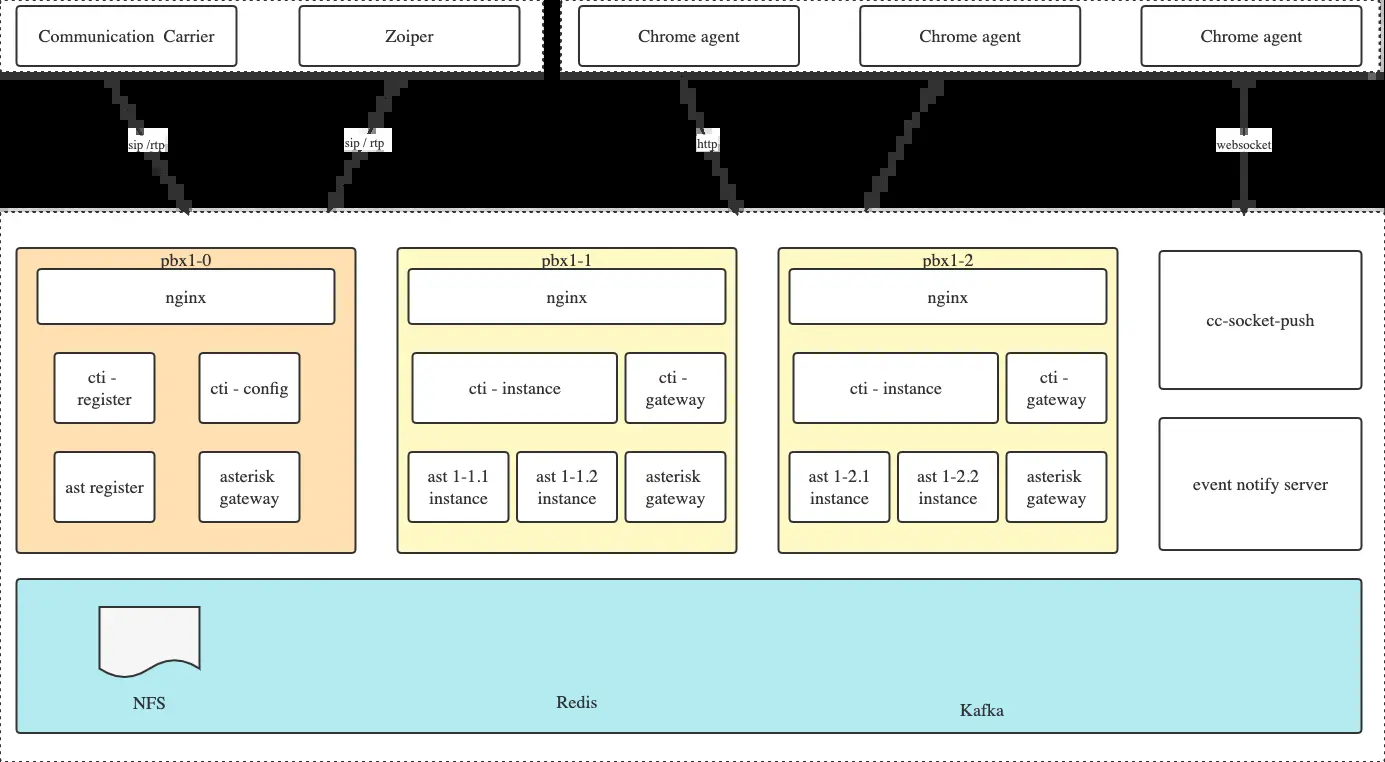 Communication  Carrier
Zoiper
Chrome agent
Chrome agent
Chrome agent
sip /rtp
sip / rtp
http
websocket
pbx1-0
nginx
cti -
register
cti - config
ast register
asterisk
gateway
pbx1-1
nginx
cti - instance
cti -
gateway
ast 1-1.1
instance
ast 1-1.2
instance
asterisk
gateway
pbx1-2
nginx
cti - instance
cti -
gateway
ast 1-2.1
instance
ast 1-2.2
instance
asterisk
gateway
cc-socket-push
event notify server
NFS
Redis
Kafka